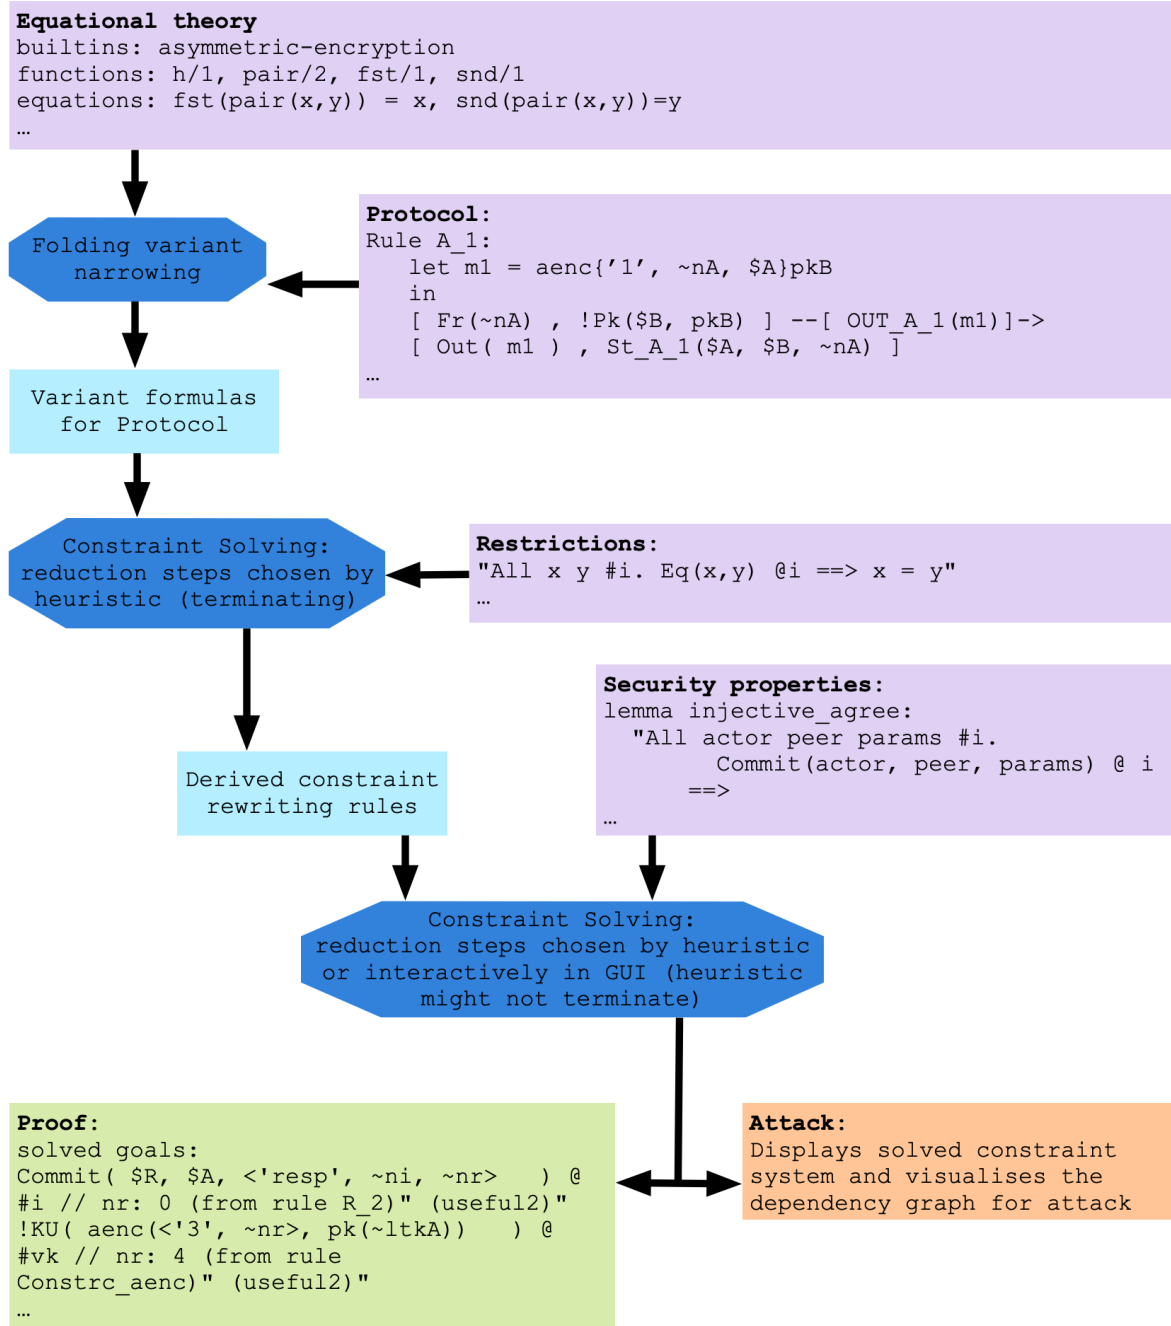 Equational theory
builtins: asymmetric-encryption
functions: h/1, pair/2, fst/1, snd/1
equations: fst(pair(x,y)) = x, snd(pair(x,y))=y
…
Folding variant
narrowing
Protocol:
Rule A_1:
let m1 = aenc{'1', ~nA, $A}pkB
in
[ Fr(~nA) , !Pk($B, pkB) ] --[ OUT_A_1(m1)]->
[ Out( m1 ) , St_A_1($A, $B, ~nA) ]
…
Variant formulas
for Protocol
Constraint Solving:
reduction steps chosen by
heuristic (terminating)
Restrictions:
"All x y #i. Eq(x,y) @i ==> x = y"
…
Security properties:
lemma injective_agree:
"All actor peer params #i.
Commit(actor, peer, params) @ i
==>
…
Derived constraint
rewriting rules
Constraint Solving:
reduction steps chosen by heuristic
or interactively in GUI (heuristic
might not terminate)
Proof:
solved goals:
Commit( $R, $A, <'resp', ~ni, ~nr> ) @
#i // nr: 0 (from rule R_2)" (useful2)"
!KU( aenc(<'3', ~nr>, pk(~ltkA)) ) @
#vk // nr: 4 (from rule
Constrc_aenc)" (useful2)"
…
Attack:
Displays solved constraint
system and visualises the
dependency graph for attack